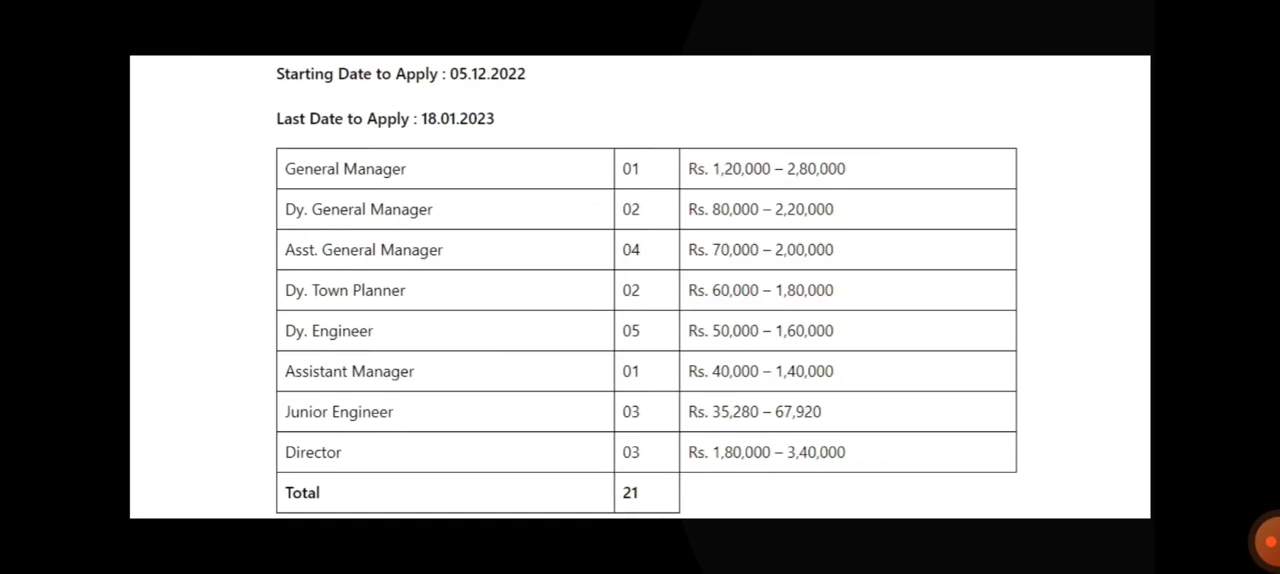 Starting Date to Apply : 05.12.2022
Last Date to Apply : 18.01.2023
General Manager 01 Rs. 1,20,000 – 2,80,000
Dy. General Manager 02 Rs. 80,000 – 2,20,000
Asst. General Manager 04 Rs. 70,000 – 2,00,000
Dy. Town Planner 02 Rs. 60,000 – 1,80,000
Dy. Engineer 05 Rs. 50,000 – 1,60,000
Assistant Manager 01 Rs. 40,000 – 1,40,000
Junior Engineer 03 Rs. 35,280 – 67,920
Director 03 Rs. 1,80,000 – 3,40,000
Total 21